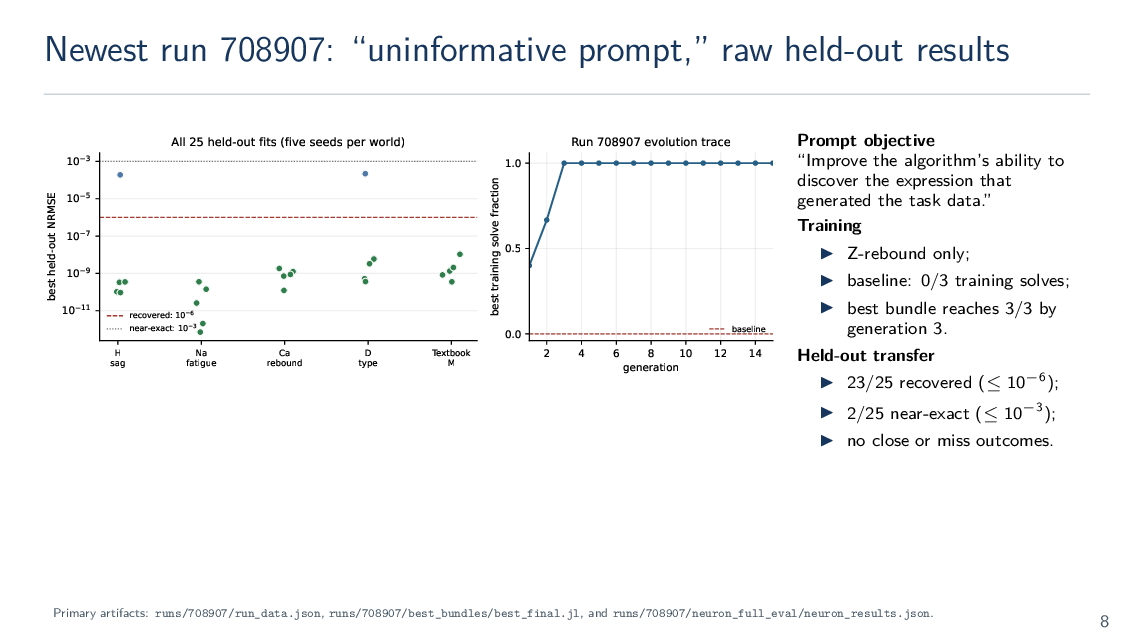 Newest run 708907: “uninformative prompt,” raw held-out results
All 25 held-out fits (five seeds per world)
best held-out NRMSE
10⁻³
10⁻⁵
10⁻⁷
10⁻⁹
10⁻¹¹
recovered: 10⁻⁶
near-exact: 10⁻³
H sag
Na fatigue
Ca rebound
D type
Textbook M
Run 708907 evolution trace
best training solve fraction
1.0
0.5
0.0
baseline
2 4 6 8 10 12 14
generation
Prompt objective
“Improve the algorithm's ability to
discover the expression that
generated the task data.”
Training
▶ Z-rebound only;
▶ baseline: 0/3 training solves;
▶ best bundle reaches 3/3 by
generation 3.
Held-out transfer
▶ 23/25 recovered (≤ 10⁻⁶);
▶ 2/25 near-exact (≤ 10⁻³);
▶ no close or miss outcomes.
Primary artifacts: runs/708907/run_data.json, runs/708907/best_bundles/best_final.jl, and runs/708907/neuron_full_eval/neuron_results.json.
8